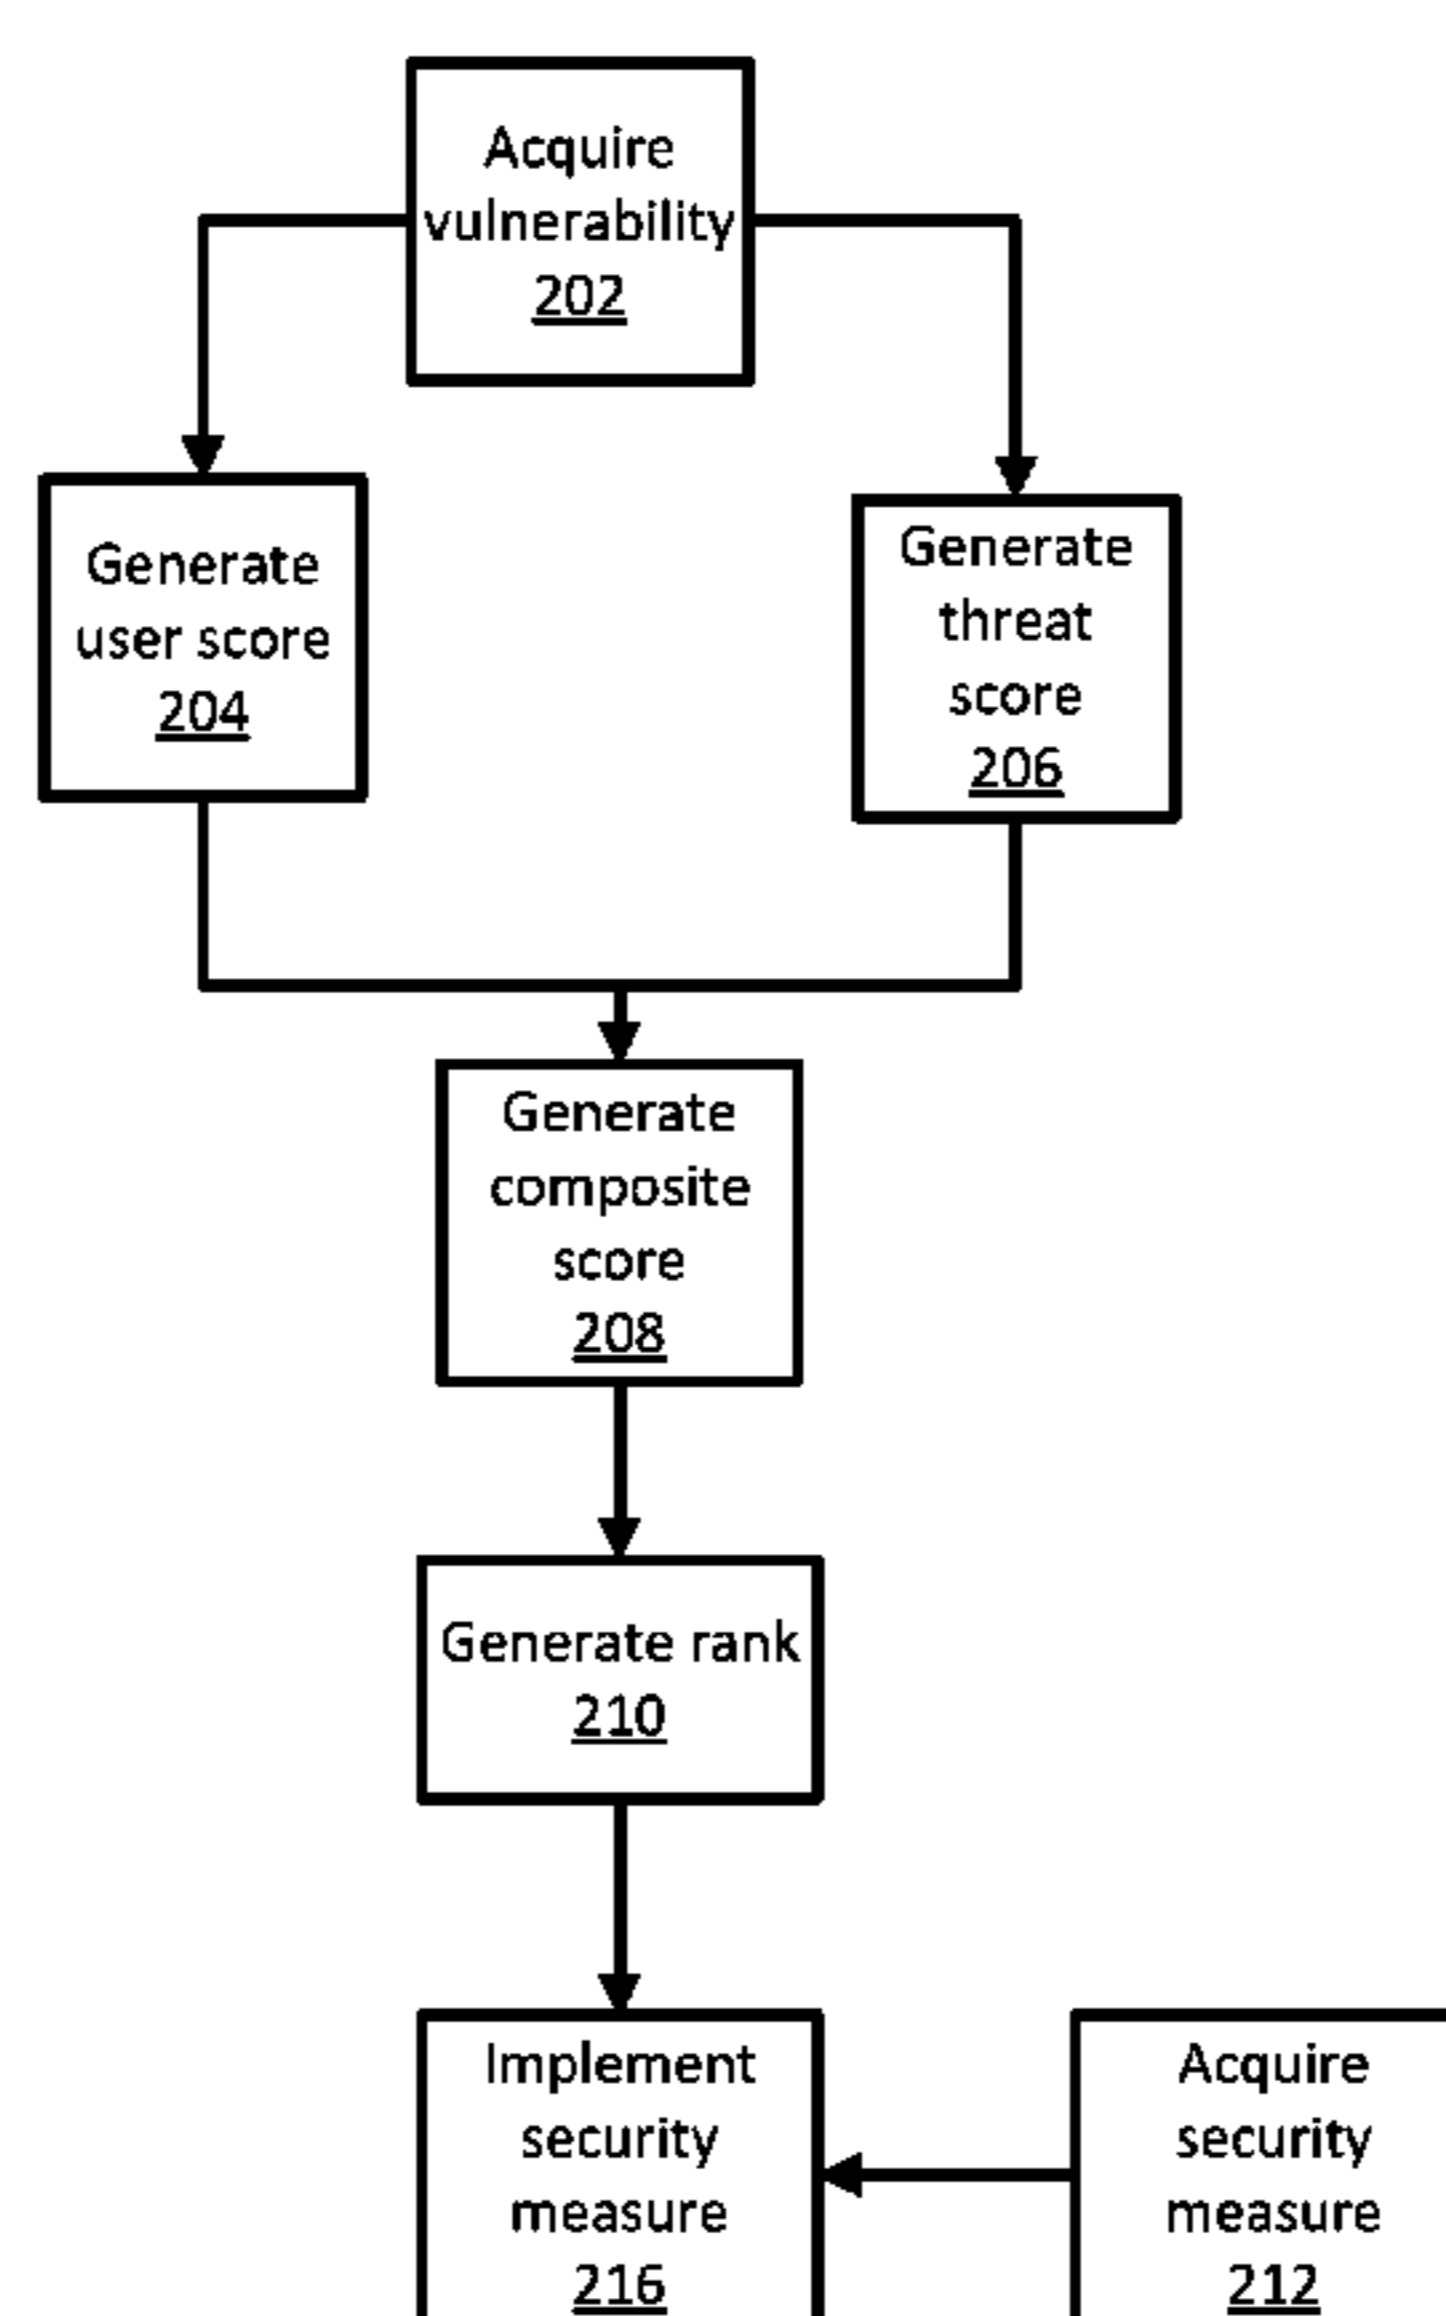 Acquire
vulnerability
202
Generate
user score
204
Generate
threat
score
206
Generate
composite
score
208
Generate rank
210
Implement
security
measure
216
Acquire
security
measure
212